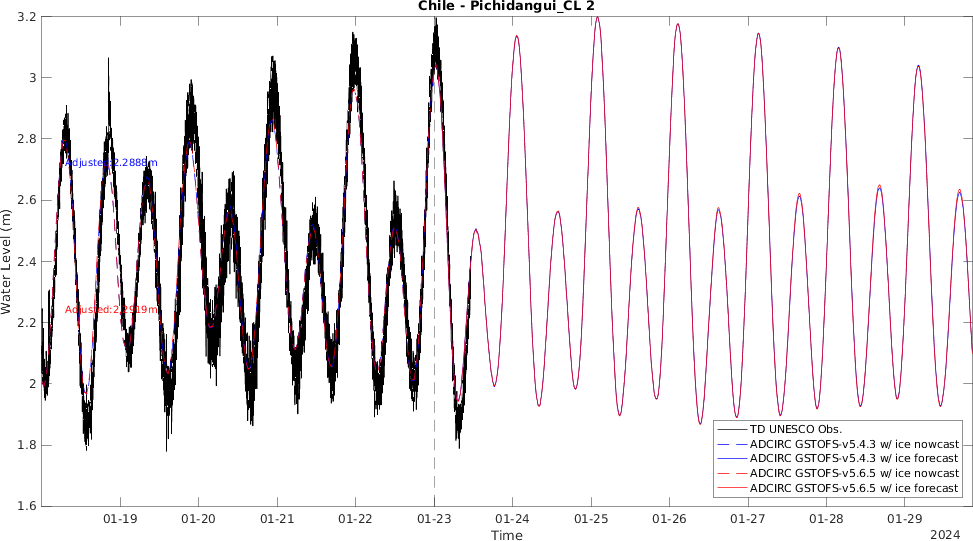 Chile - Pichidangui_CL 2
3.2
3
2.8
2.6
2.4
2.2
2
1.8
1.6
Water Level (m)
Adjusted:2.2888m
Adjusted:2.2919m
TD UNESCO Obs.
ADCIRC GSTOFS-v5.4.3 w/ ice nowcast
ADCIRC GSTOFS-v5.4.3 w/ ice forecast
ADCIRC GSTOFS-v5.6.5 w/ ice nowcast
ADCIRC GSTOFS-v5.6.5 w/ ice forecast
01-19 01-20 01-21 01-22 01-23 01-24 01-25 01-26 01-27 01-28 01-29
Time
2024